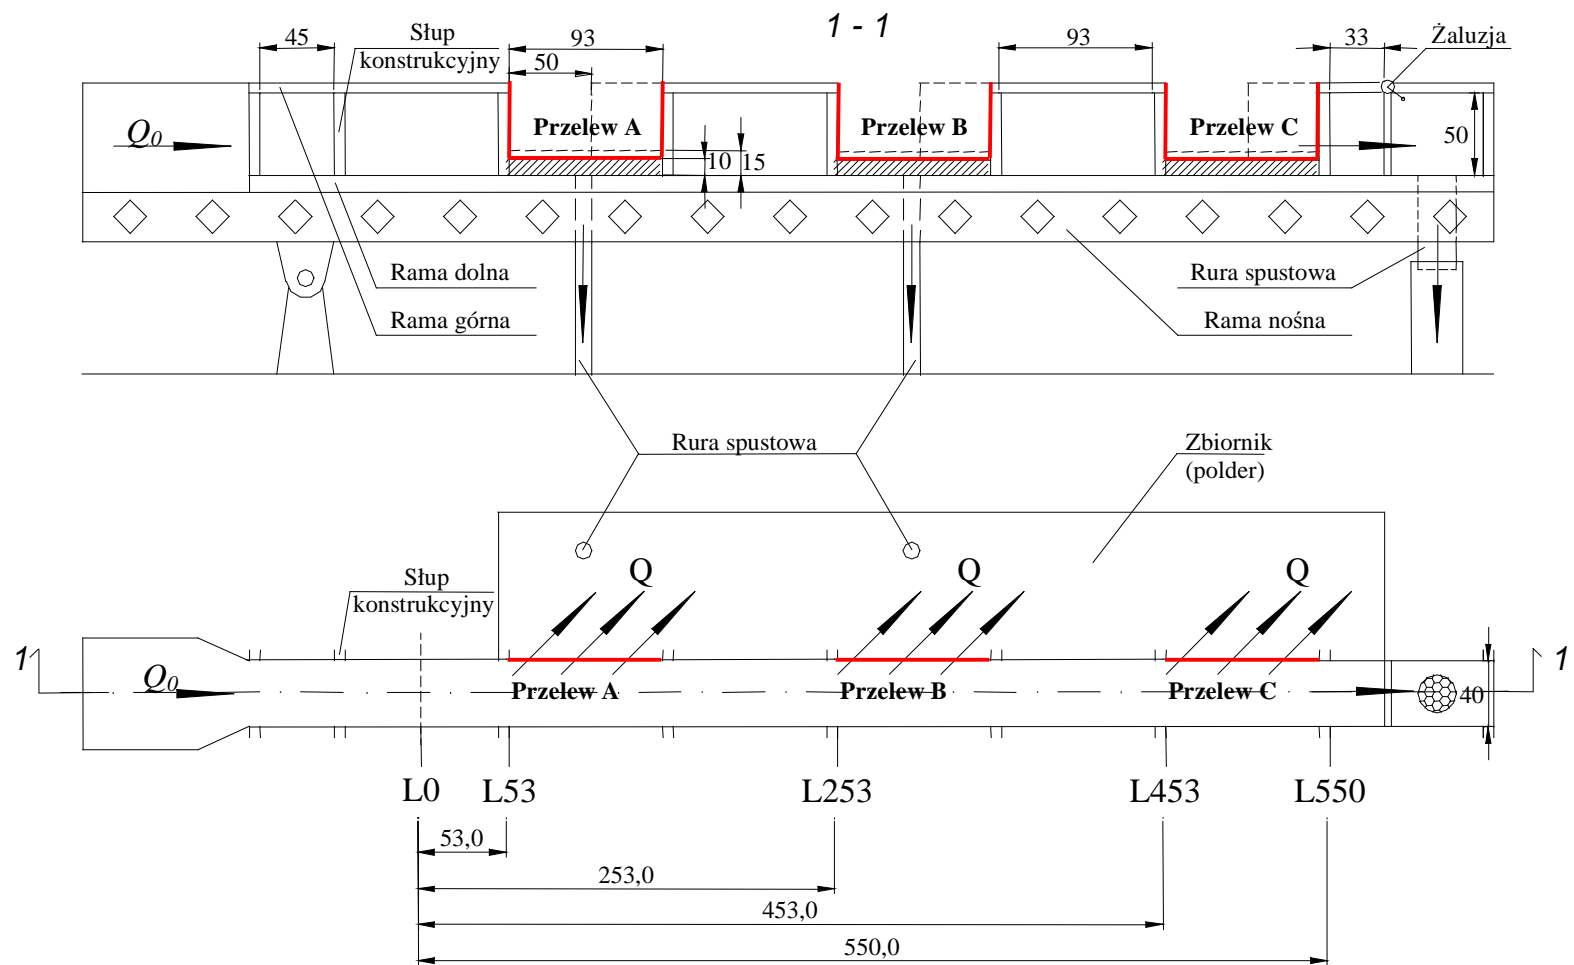 1 - 1
45
Słup
konstrukcyjny
93
50
93
33
Żaluzja
Q0
Przelew A
Przelew B
Przelew C
10
15
50
Rama dolna
Rama górna
Rura spustowa
Rama nośna
Rura spustowa
Zbiornik
(polder)
Słup
konstrukcyjny
Q
Q
Q
1
1
Q0
Przelew A
Przelew B
Przelew C
40
L0
L53
L253
L453
L550
53,0
253,0
453,0
550,0